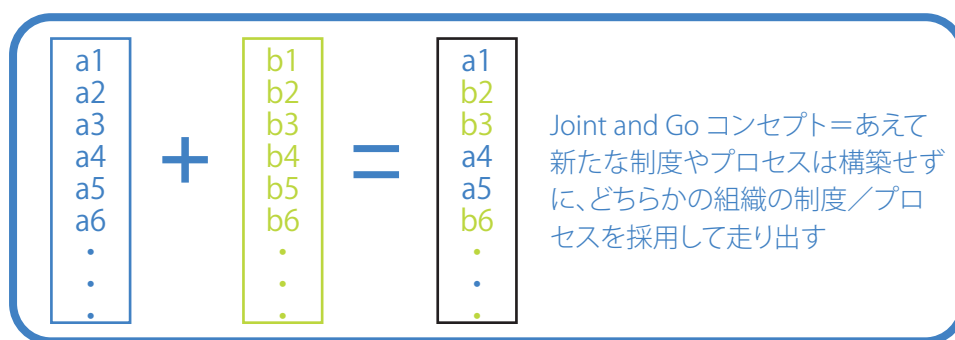 a1
a2
a3
a4
a5
a6
・
・
・
+
b1
b2
b3
b4
b5
b6
・
・
・
=
a1
b2
b3
a4
a5
b6
・
・
・
Joint and Go コンセプト＝あえて
新たな制度やプロセスは構築せず
に、どちらかの組織の制度／プロ
セスを採用して走り出す